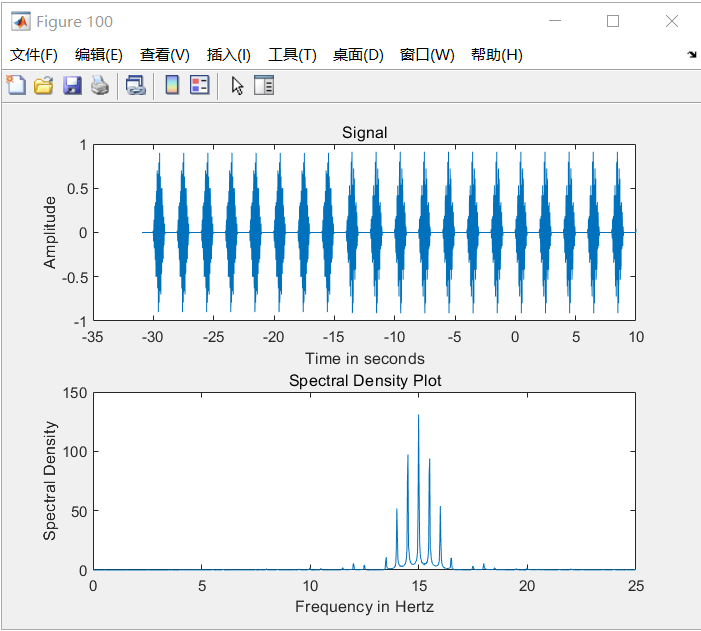 Figure 100
文件(F) 编辑(E) 查看(V) 插入(I) 工具(T) 桌面(D) 窗口(W) 帮助(H)
Signal
1
0.5
0
-0.5
-1
Amplitude
-35 -30 -25 -20 -15 -10 -5 0 5 10
Time in seconds
Spectral Density Plot
150
100
50
0
Spectral Density
0 5 10 15 20 25
Frequency in Hertz